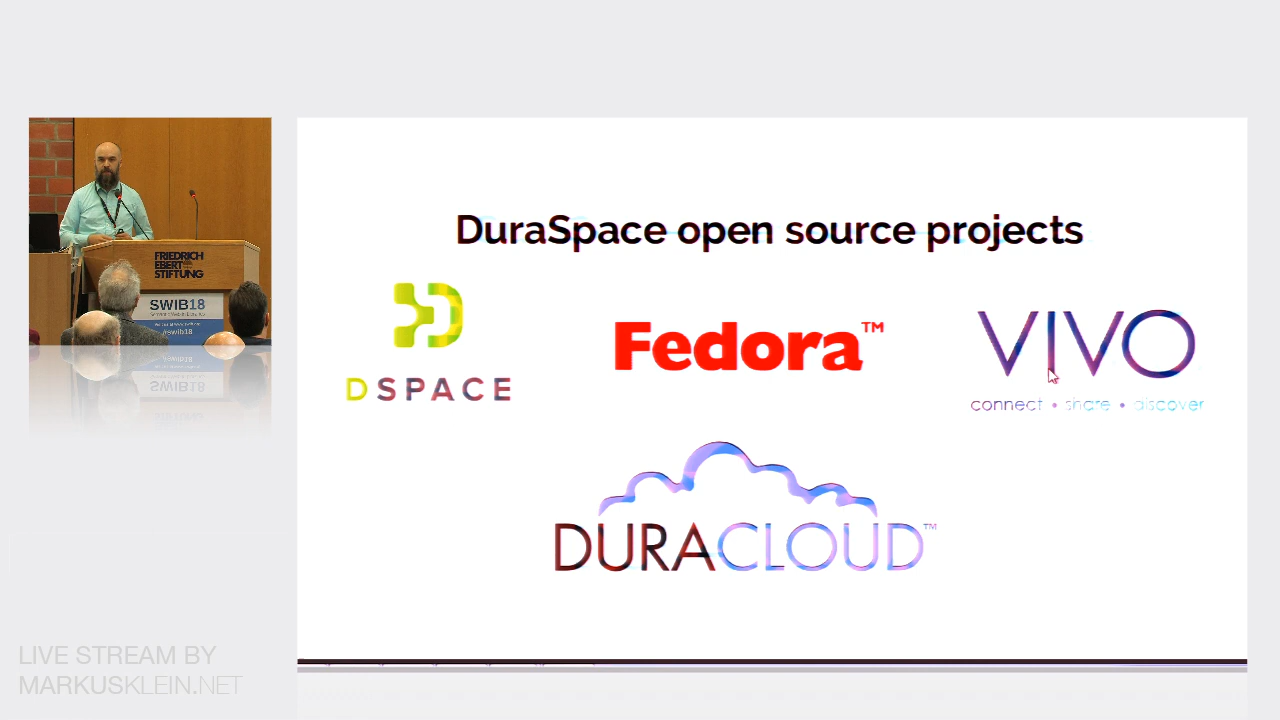 DuraSpace open source projects
DSPACE
Fedora™
VIVO
connect • share • discover
DURACLOUD™
FRIEDRICH
EBERT
STIFTUNG
SWIB18
LIVE STREAM BY
MARKUSKLEIN.NET